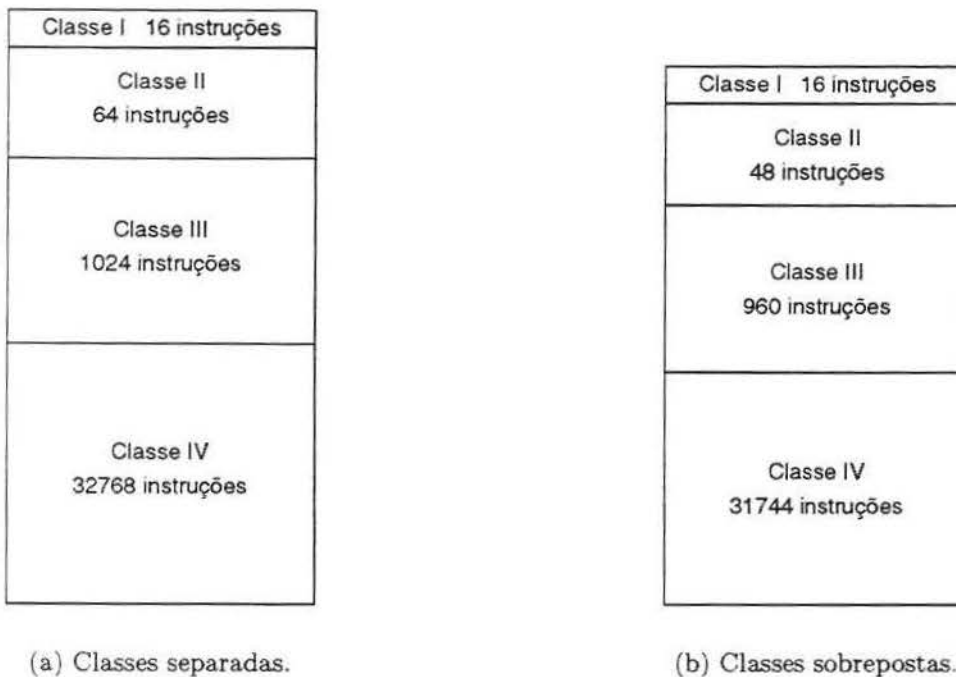 Classe I 16 instruções
Classe II
64 instruções
Classe III
1024 instruções
Classe IV
32768 instruções
(a) Classes separadas.
Classe I 16 instruções
Classe II
48 instruções
Classe III
960 instruções
Classe IV
31744 instruções
(b) Classes sobrepostas.